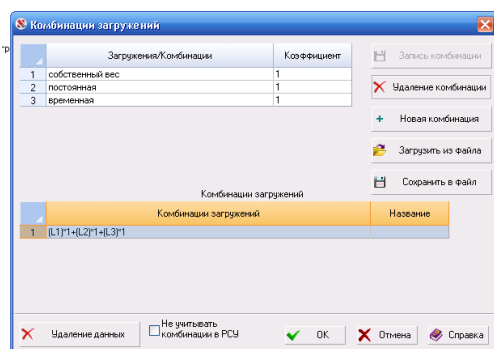 Комбинации загружений
Загружения/Комбинации Коэффициент
1 собственный вес 1
2 постоянная 1
3 временная 1
Запись комбинации
Удаление комбинации
Новая комбинация
Загрузить из файла
Сохранить в файл
Комбинации загружений
Комбинации загружений Название
1 (L1)*1+(L2)*1+(L3)*1
Удаление данных
Не учитывать
комбинации в РСУ
OK
Отмена
Справка